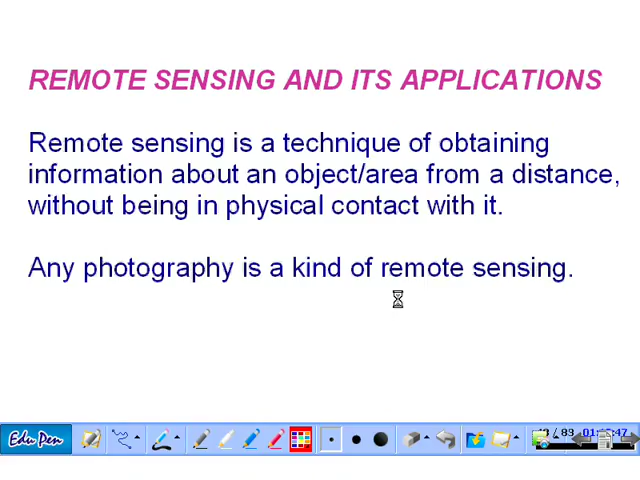 REMOTE SENSING AND ITS APPLICATIONS
Remote sensing is a technique of obtaining
information about an object/area from a distance,
without being in physical contact with it.
Any photography is a kind of remote sensing.
Edu Pen
/ 83